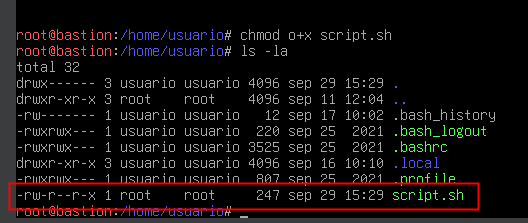 root@bastion:/home/usuario# chmod o+x script.sh
root@bastion:/home/usuario# ls -la
total 32
drwx------ 3 usuario usuario 4096 sep 29 15:29 .
drwxr-xr-x 3 root    root    4096 sep 11 12:04 ..
-rw------- 1 usuario usuario   12 sep 17 10:02 .bash_history
-rwxrwx--- 1 usuario usuario  220 sep 25  2021 .bash_logout
-rwxrwx--- 1 usuario usuario 3525 sep 25  2021 .bashrc
drwxr-xr-x 3 usuario usuario 4096 sep 16 10:10 .local
-rwxrwx--- 1 usuario usuario  807 sep 25  2021 .profile
-rw-r--r-x 1 root    root     247 sep 29 15:29 script.sh
root@bastion:/home/usuario# _